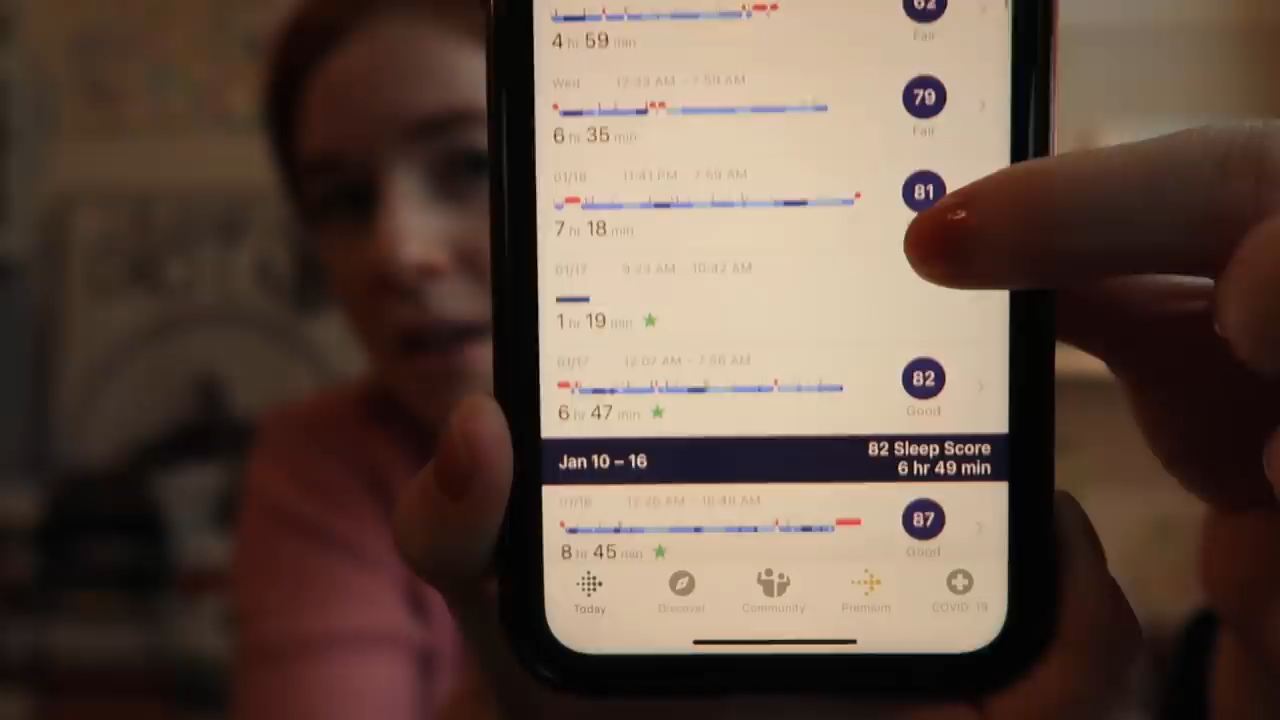 62
4 hr 59 min
Fair
Wed 12:33 AM - 7:59 AM
79
6 hr 35 min
Fair
01/18 11:41 PM - 7:59 AM
81
7 hr 18 min
01/17 9:23 AM - 10:42 AM
1 hr 19 min
01/17 12:07 AM - 7:56 AM
82
6 hr 47 min
Good
Jan 10 – 16
82 Sleep Score
6 hr 49 min
01/16
87
8 hr 45 min
Good
Today Discover Community Premium COVID-19